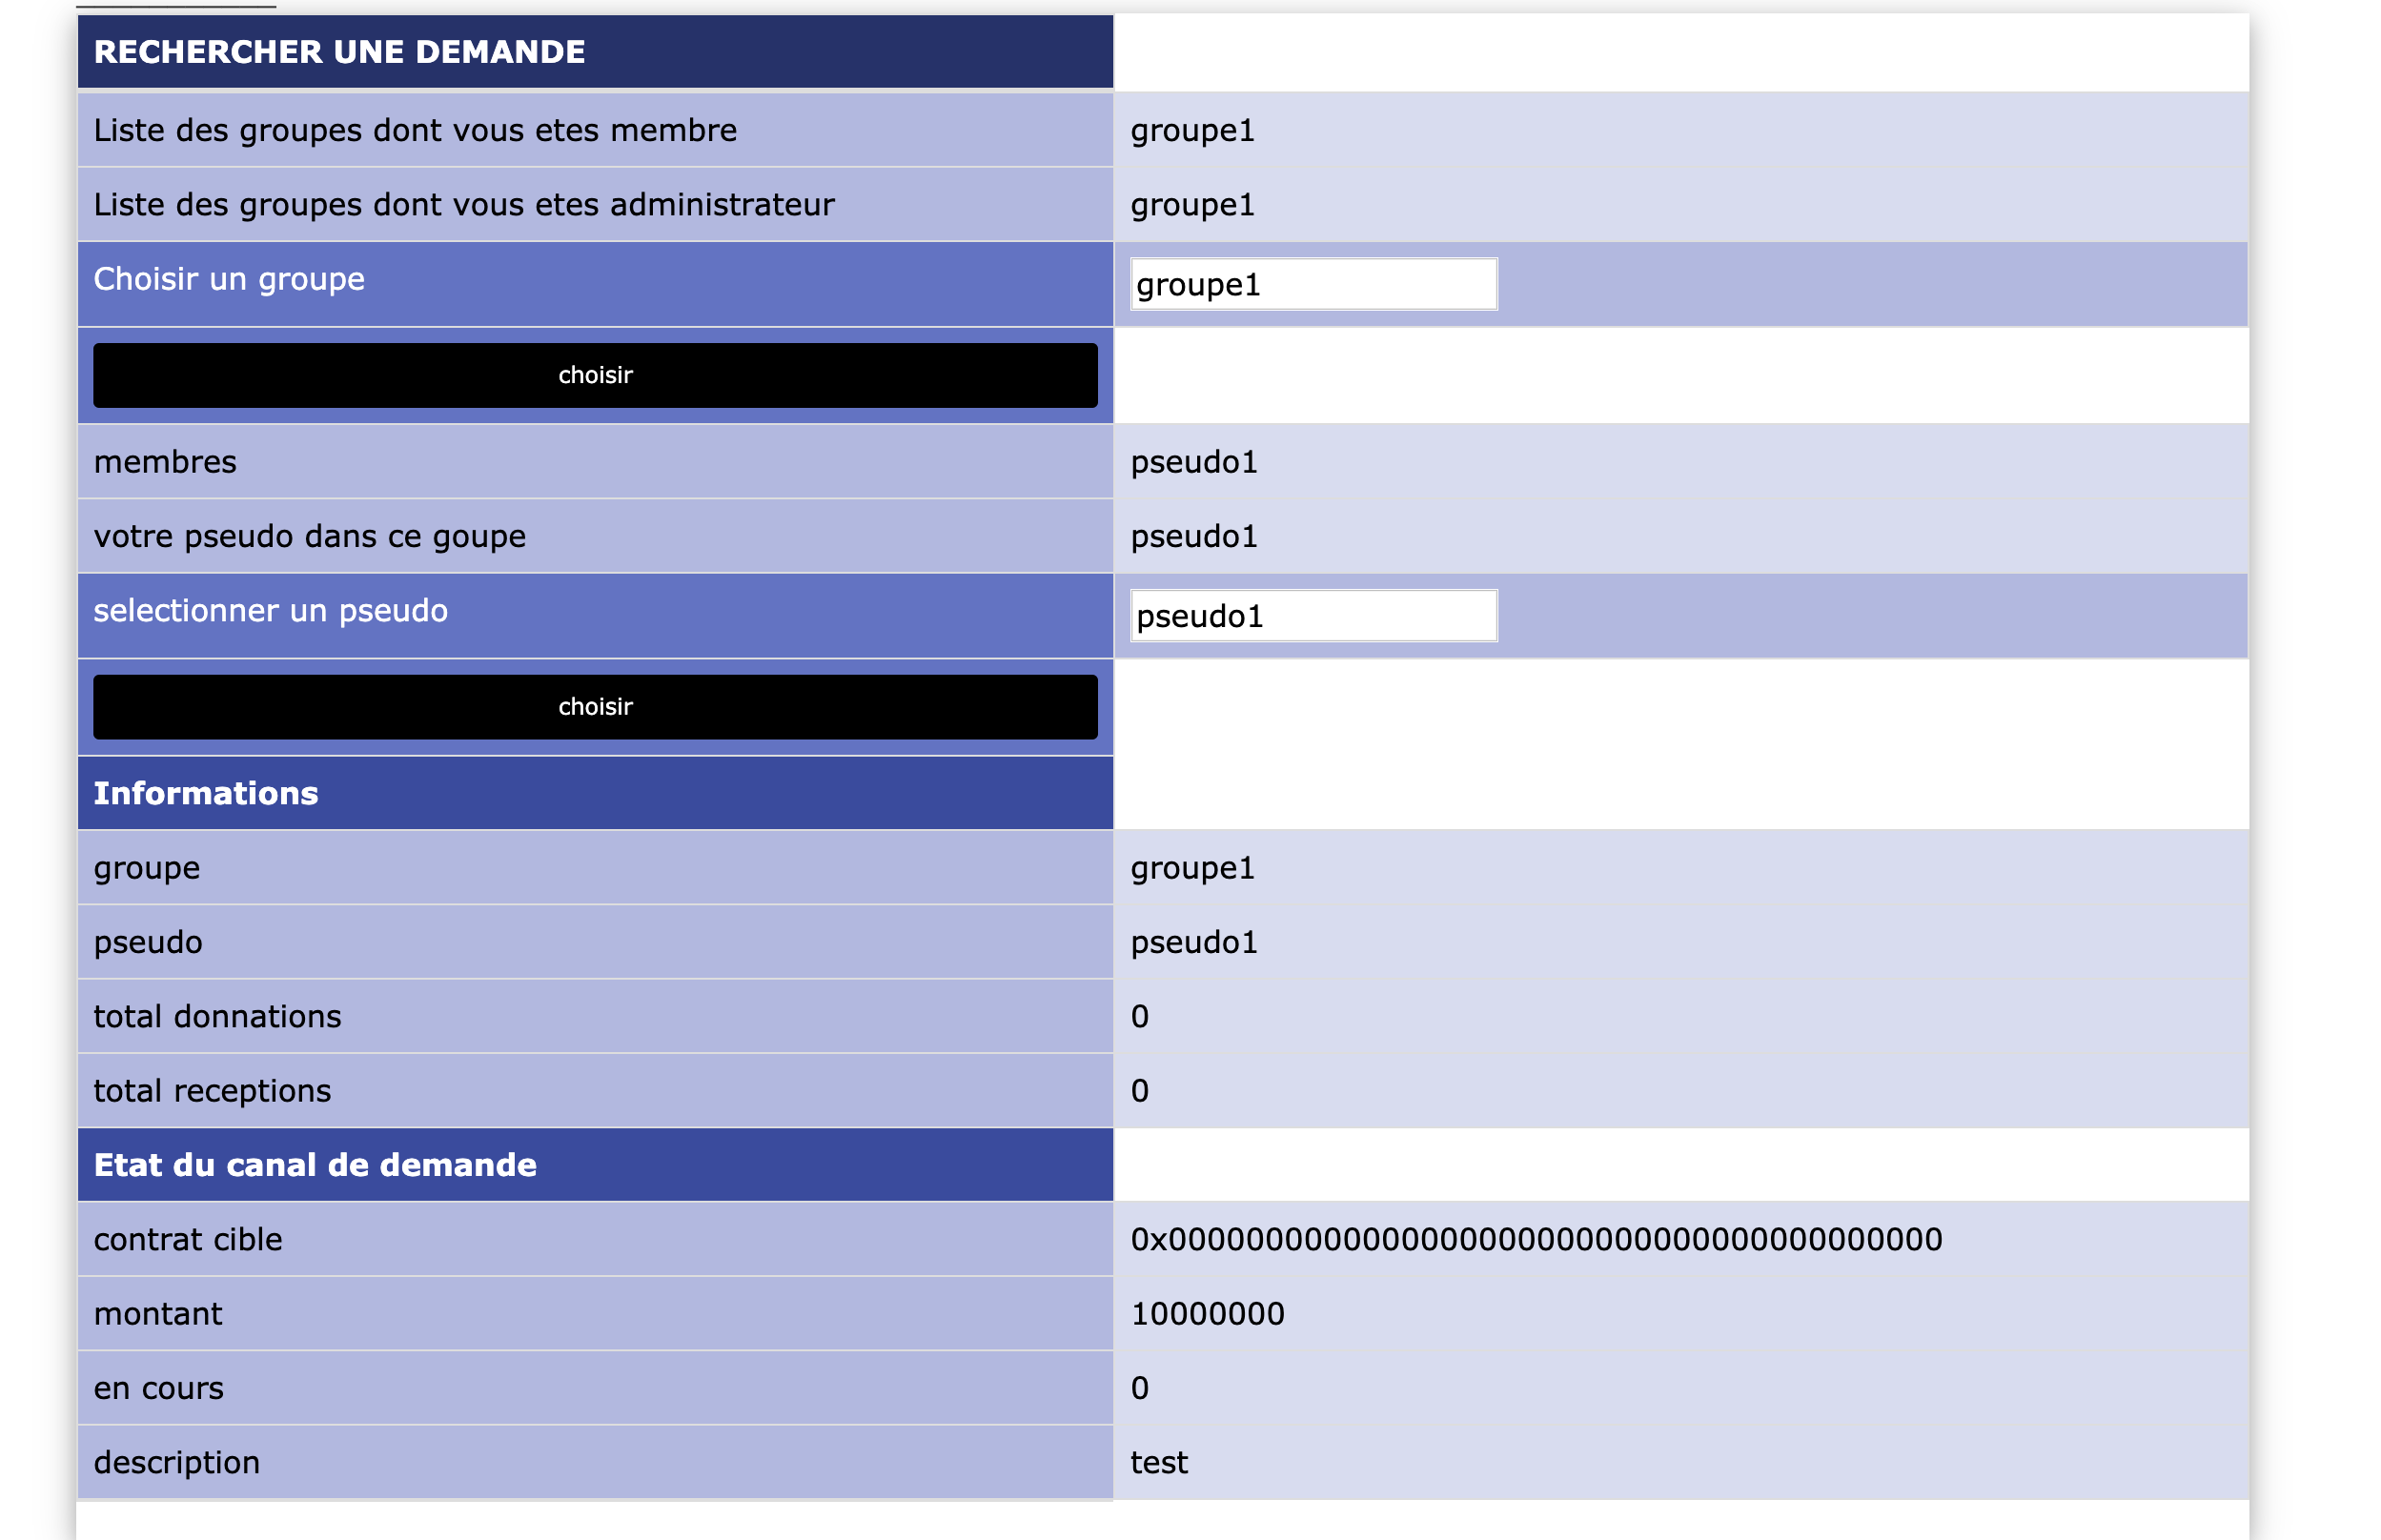 RECHERCHER UNE DEMANDE
Liste des groupes dont vous etes membre groupe1
Liste des groupes dont vous etes administrateur groupe1
Choisir un groupe groupe1
choisir
membres pseudo1
votre pseudo dans ce goupe pseudo1
selectionner un pseudo pseudo1
choisir
Informations
groupe groupe1
pseudo pseudo1
total donnations 0
total receptions 0
Etat du canal de demande
contrat cible 0x0000000000000000000000000000000000000000
montant 10000000
en cours 0
description test